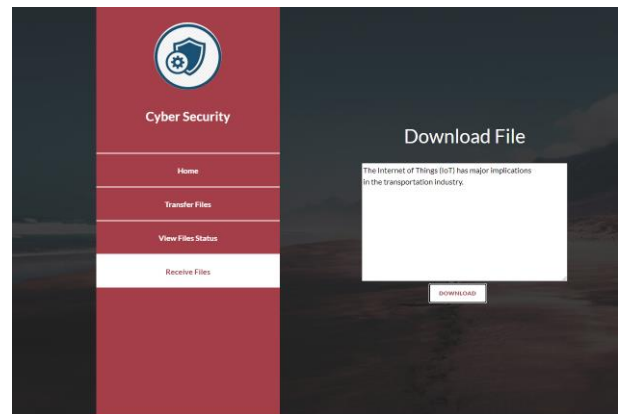 Cyber Security
Home
Transfer Files
View Files Status
Receive Files
Download File
The Internet of Things (IoT) has major implications
in the transportation industry.
DOWNLOAD